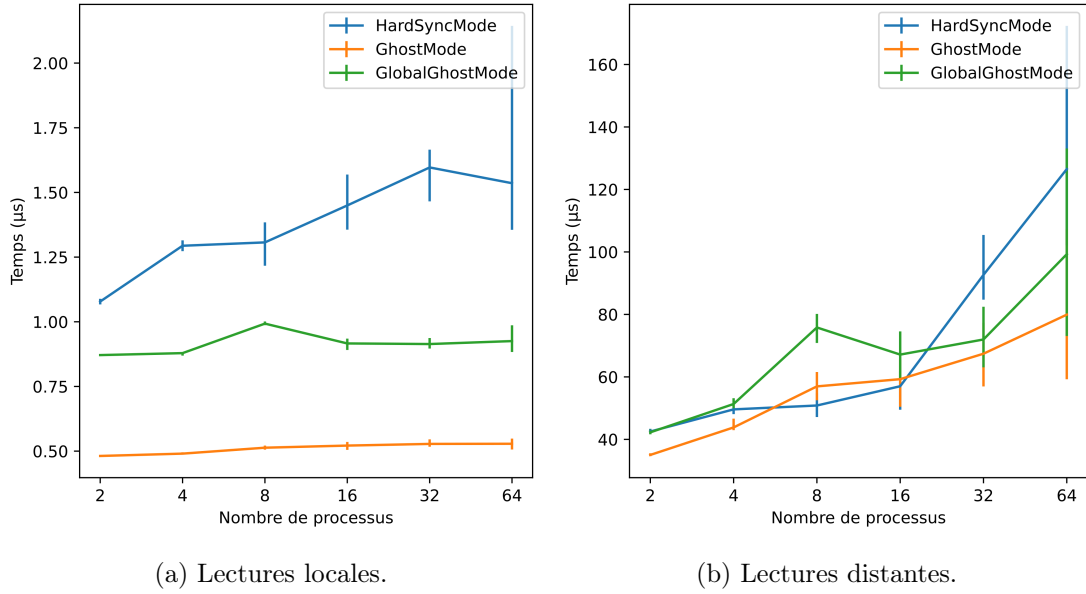 HardSyncMode
GhostMode
GlobalGhostMode
2.00
1.75
1.50
1.25
1.00
0.75
0.50
Temps (µs)
2 4 8 16 32 64
Nombre de processus
(a) Lectures locales.
HardSyncMode
GhostMode
GlobalGhostMode
160
140
120
100
80
60
40
Temps (µs)
2 4 8 16 32 64
Nombre de processus
(b) Lectures distantes.